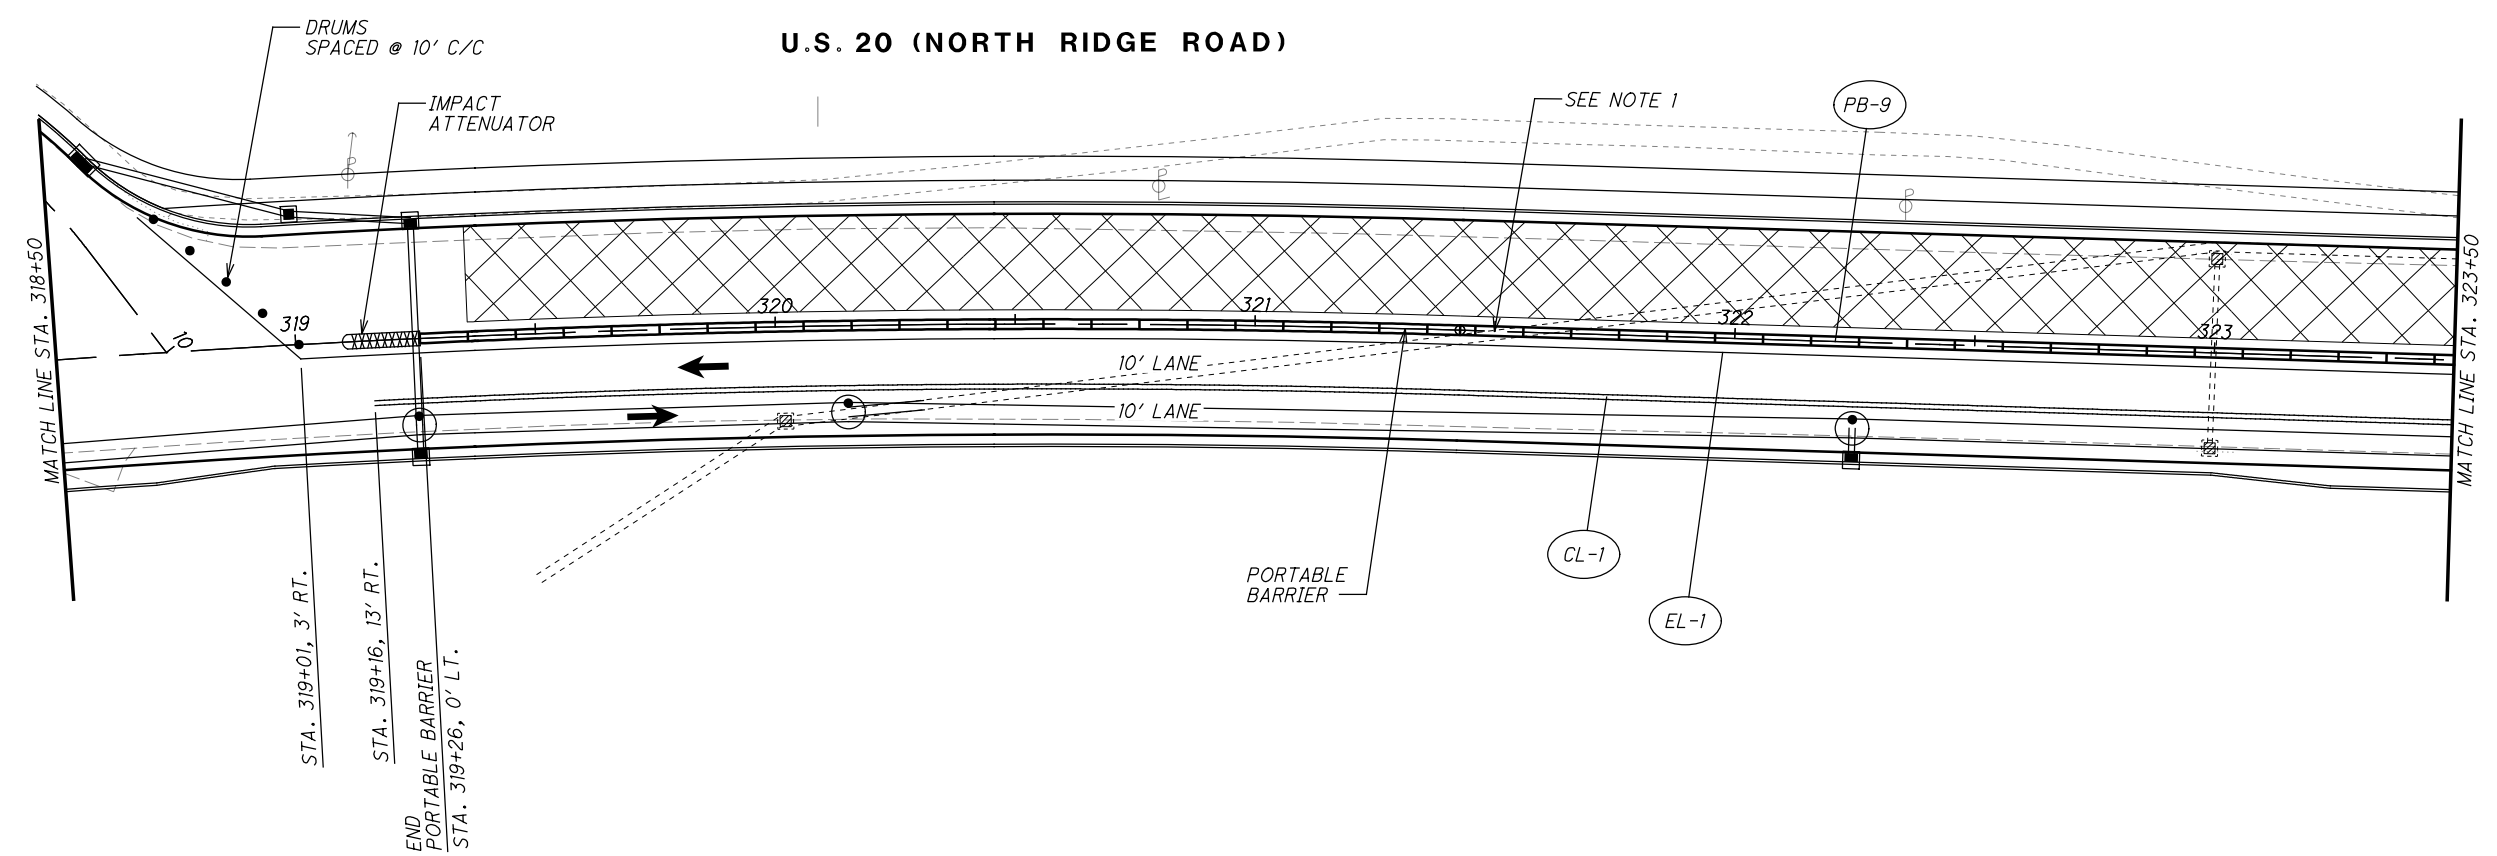 U.S. 20 (NORTH RIDGE ROAD)
DRUMS
SPACED @ 10' C/C
IMPACT
ATTENUATOR
SEE NOTE 1
PB-9
MATCH LINE STA. 318+50
MATCH LINE STA. 323+50
10
319
320
321
322
323
10' LANE
10' LANE
PORTABLE
BARRIER
CL-1
EL-1
STA. 319+01, 3' RT.
STA. 319+16, 13' RT.
END
PORTABLE BARRIER
STA. 319+26, 0' LT.